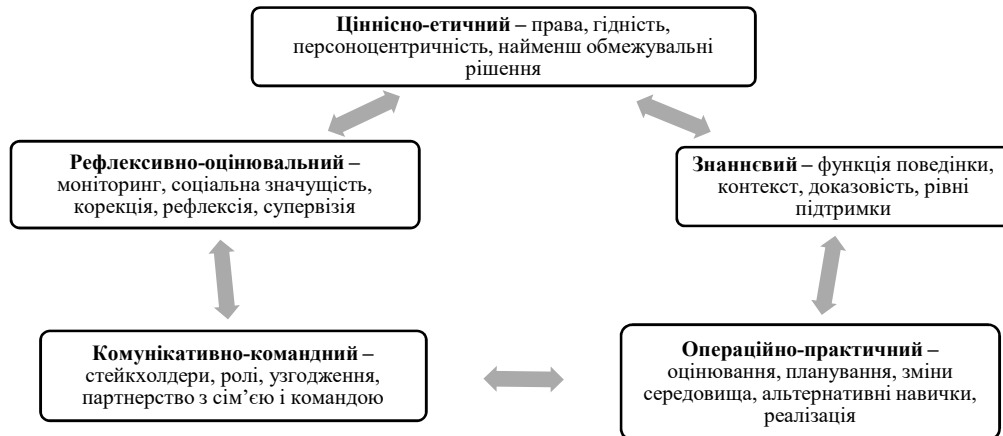 Ціннісно-етичний – права, гідність,
персоноцентричність, найменш обмежувальні
рішення
Рефлексивно-оцінювальний –
моніторинг, соціальна значущість,
корекція, рефлексія, супервізія
Знаннєвий – функція поведінки,
контекст, доказовість, рівні
підтримки
Комунікативно-командний –
стейкхолдери, ролі, узгодження,
партнерство з сім’єю і командою
Операційно-практичний –
оцінювання, планування, зміни
середовища, альтернативні навички,
реалізація